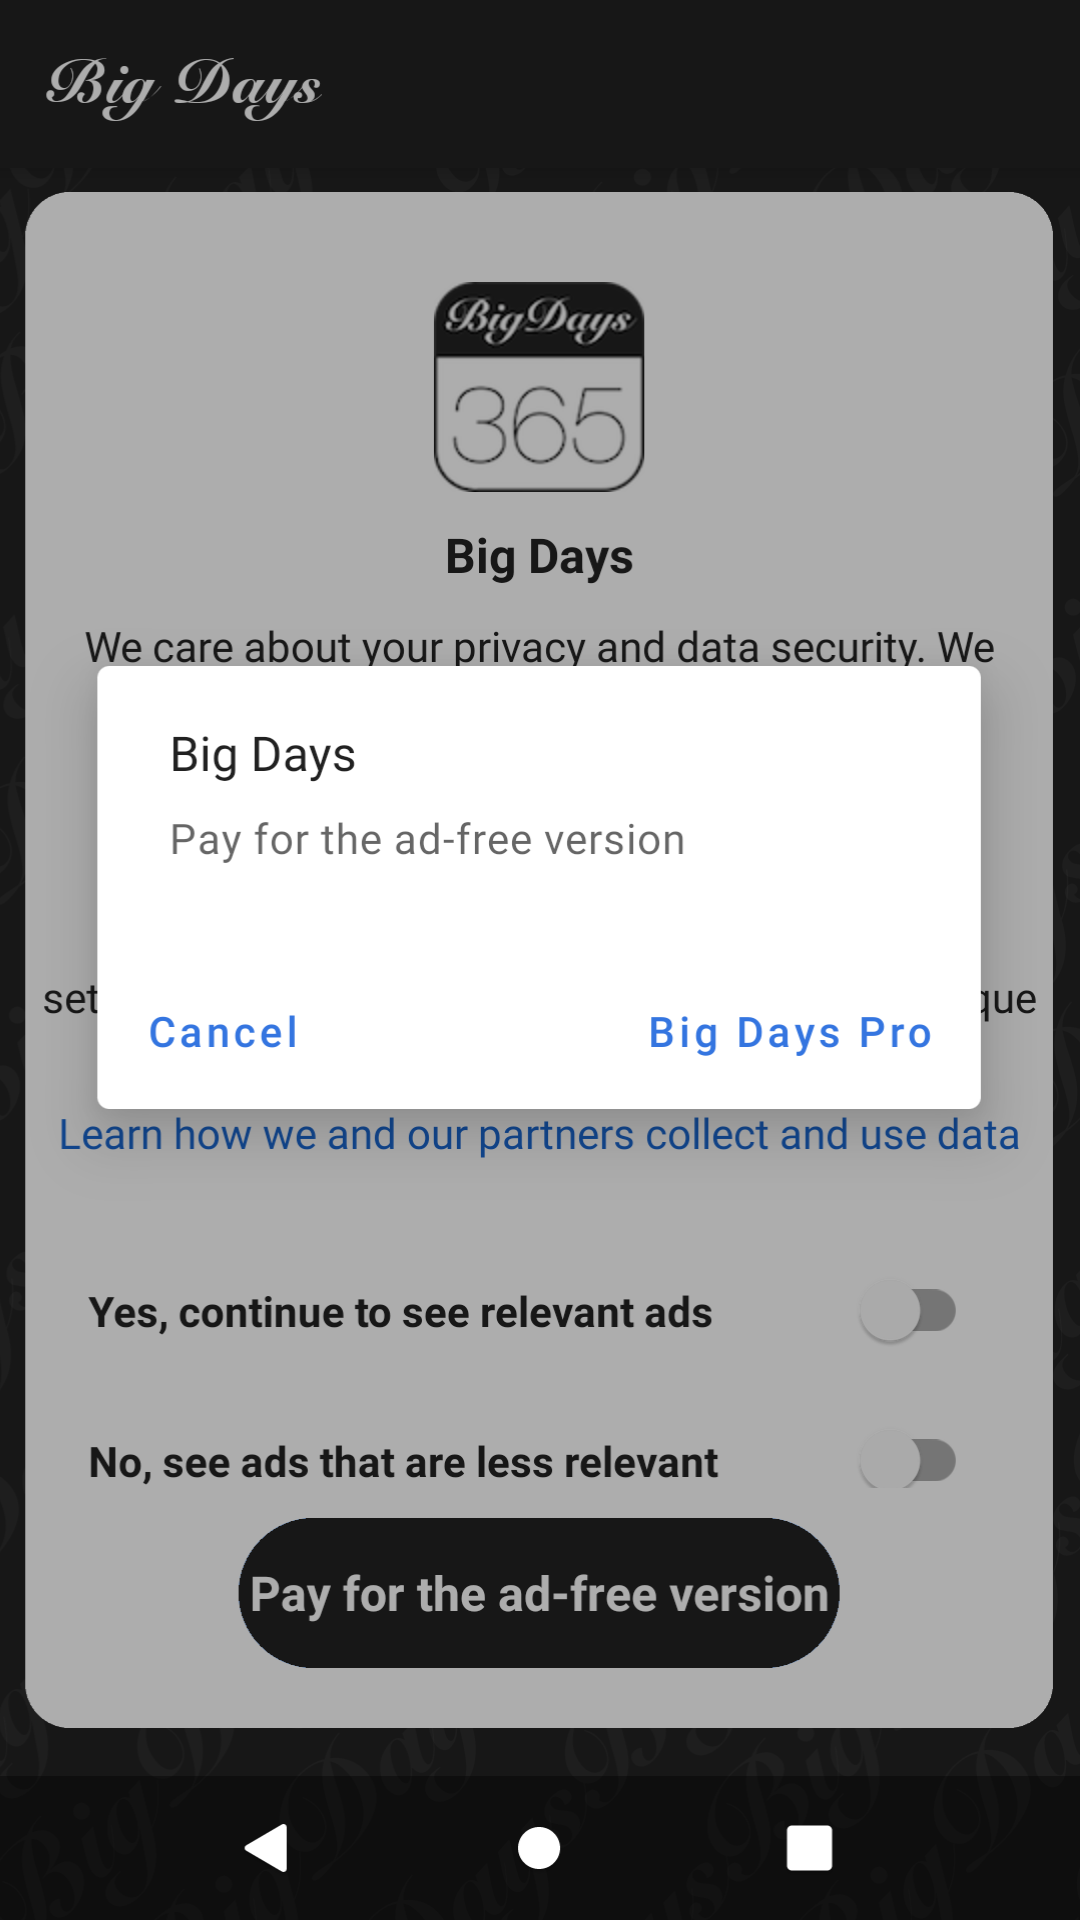 Big Days
BigDays
365
Big Days
We care about your privacy and data security. We
Big Days
Pay for the ad-free version
set
que
Cancel
Big Days Pro
Learn how we and our partners collect and use data
Yes, continue to see relevant ads
No, see ads that are less relevant
Pay for the ad-free version